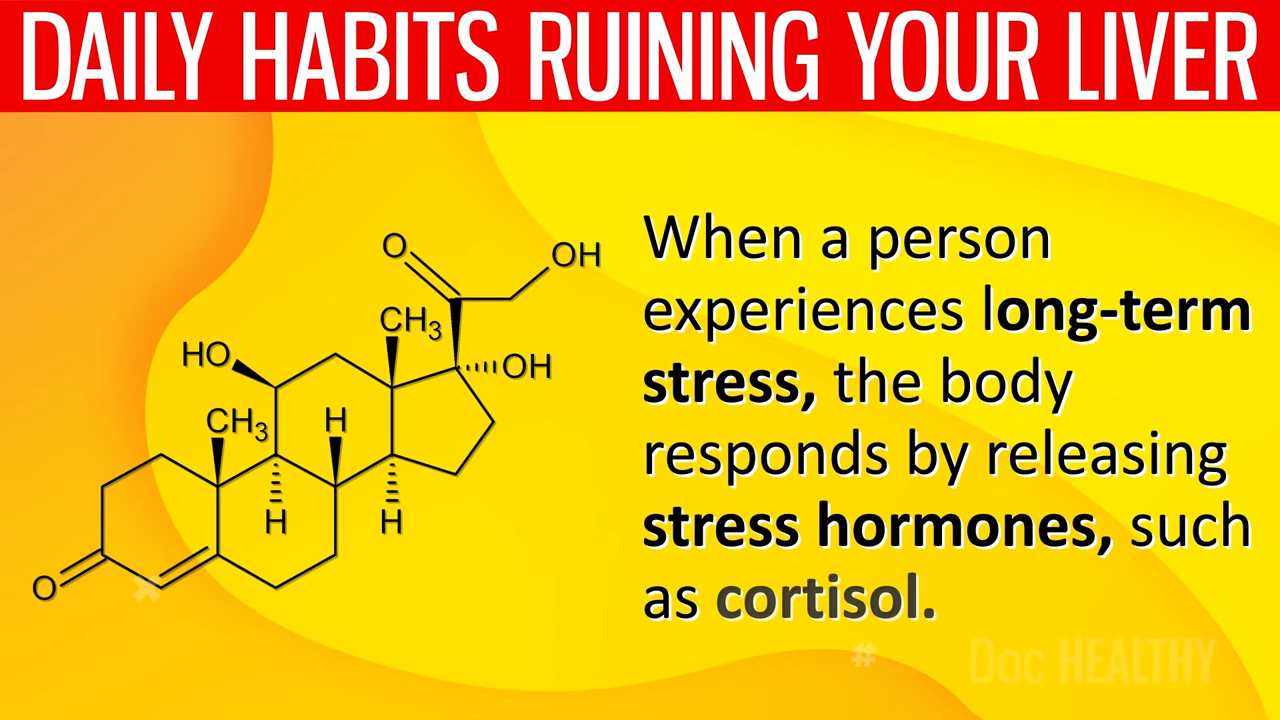 DAILY HABITS RUINING YOUR LIVER
O
OH
CH3
HO
OH
CH3
H
H
H
O
When a person
experiences long-term
stress, the body
responds by releasing
stress hormones, such
as cortisol.
#
Doc HEALTHY